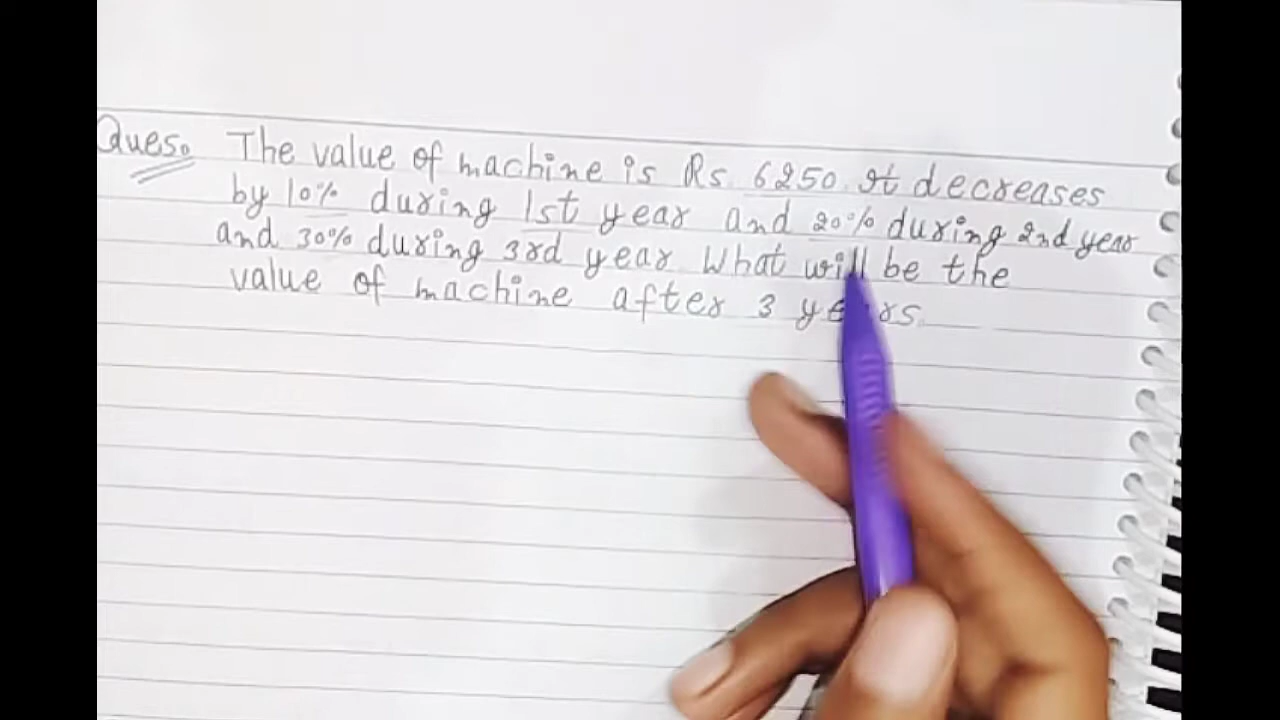 Ques. The value of machine is Rs 6250. It decreases
by 10% during 1st year and 20% during 2nd year
and 30% during 3rd year What will be the
value of machine after 3 years.